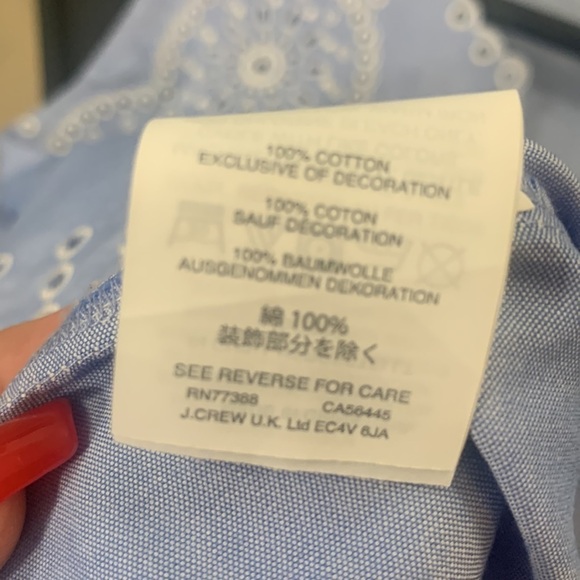 100% COTTON
EXCLUSIVE OF DECORATION
100% COTON
SAUF DÉCORATION
100% BAUMWOLLE
AUSGENOMMEN DEKORATION
綿 100%
装飾部分を除く
SEE REVERSE FOR CARE
RN77388 CA56445
J.CREW U.K. Ltd EC4V 6JA